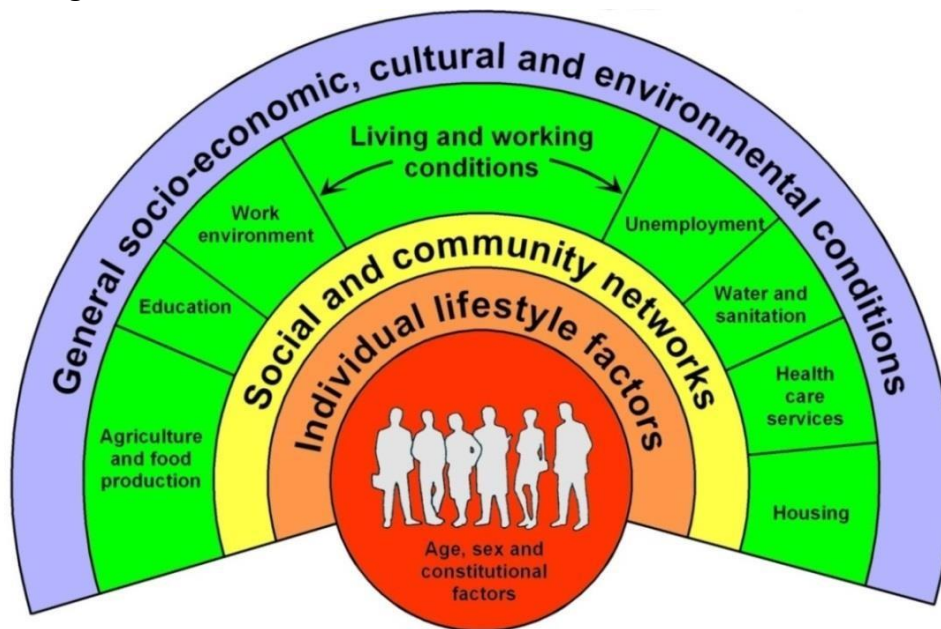 General socio-economic, cultural and environmental conditions
Living and working
conditions
Work
environment
Unemployment
Education
Water and
sanitation
Agriculture
and food
production
Health
care
services
Housing
Social and community networks
Individual lifestyle factors
Age, sex and
constitutional
factors